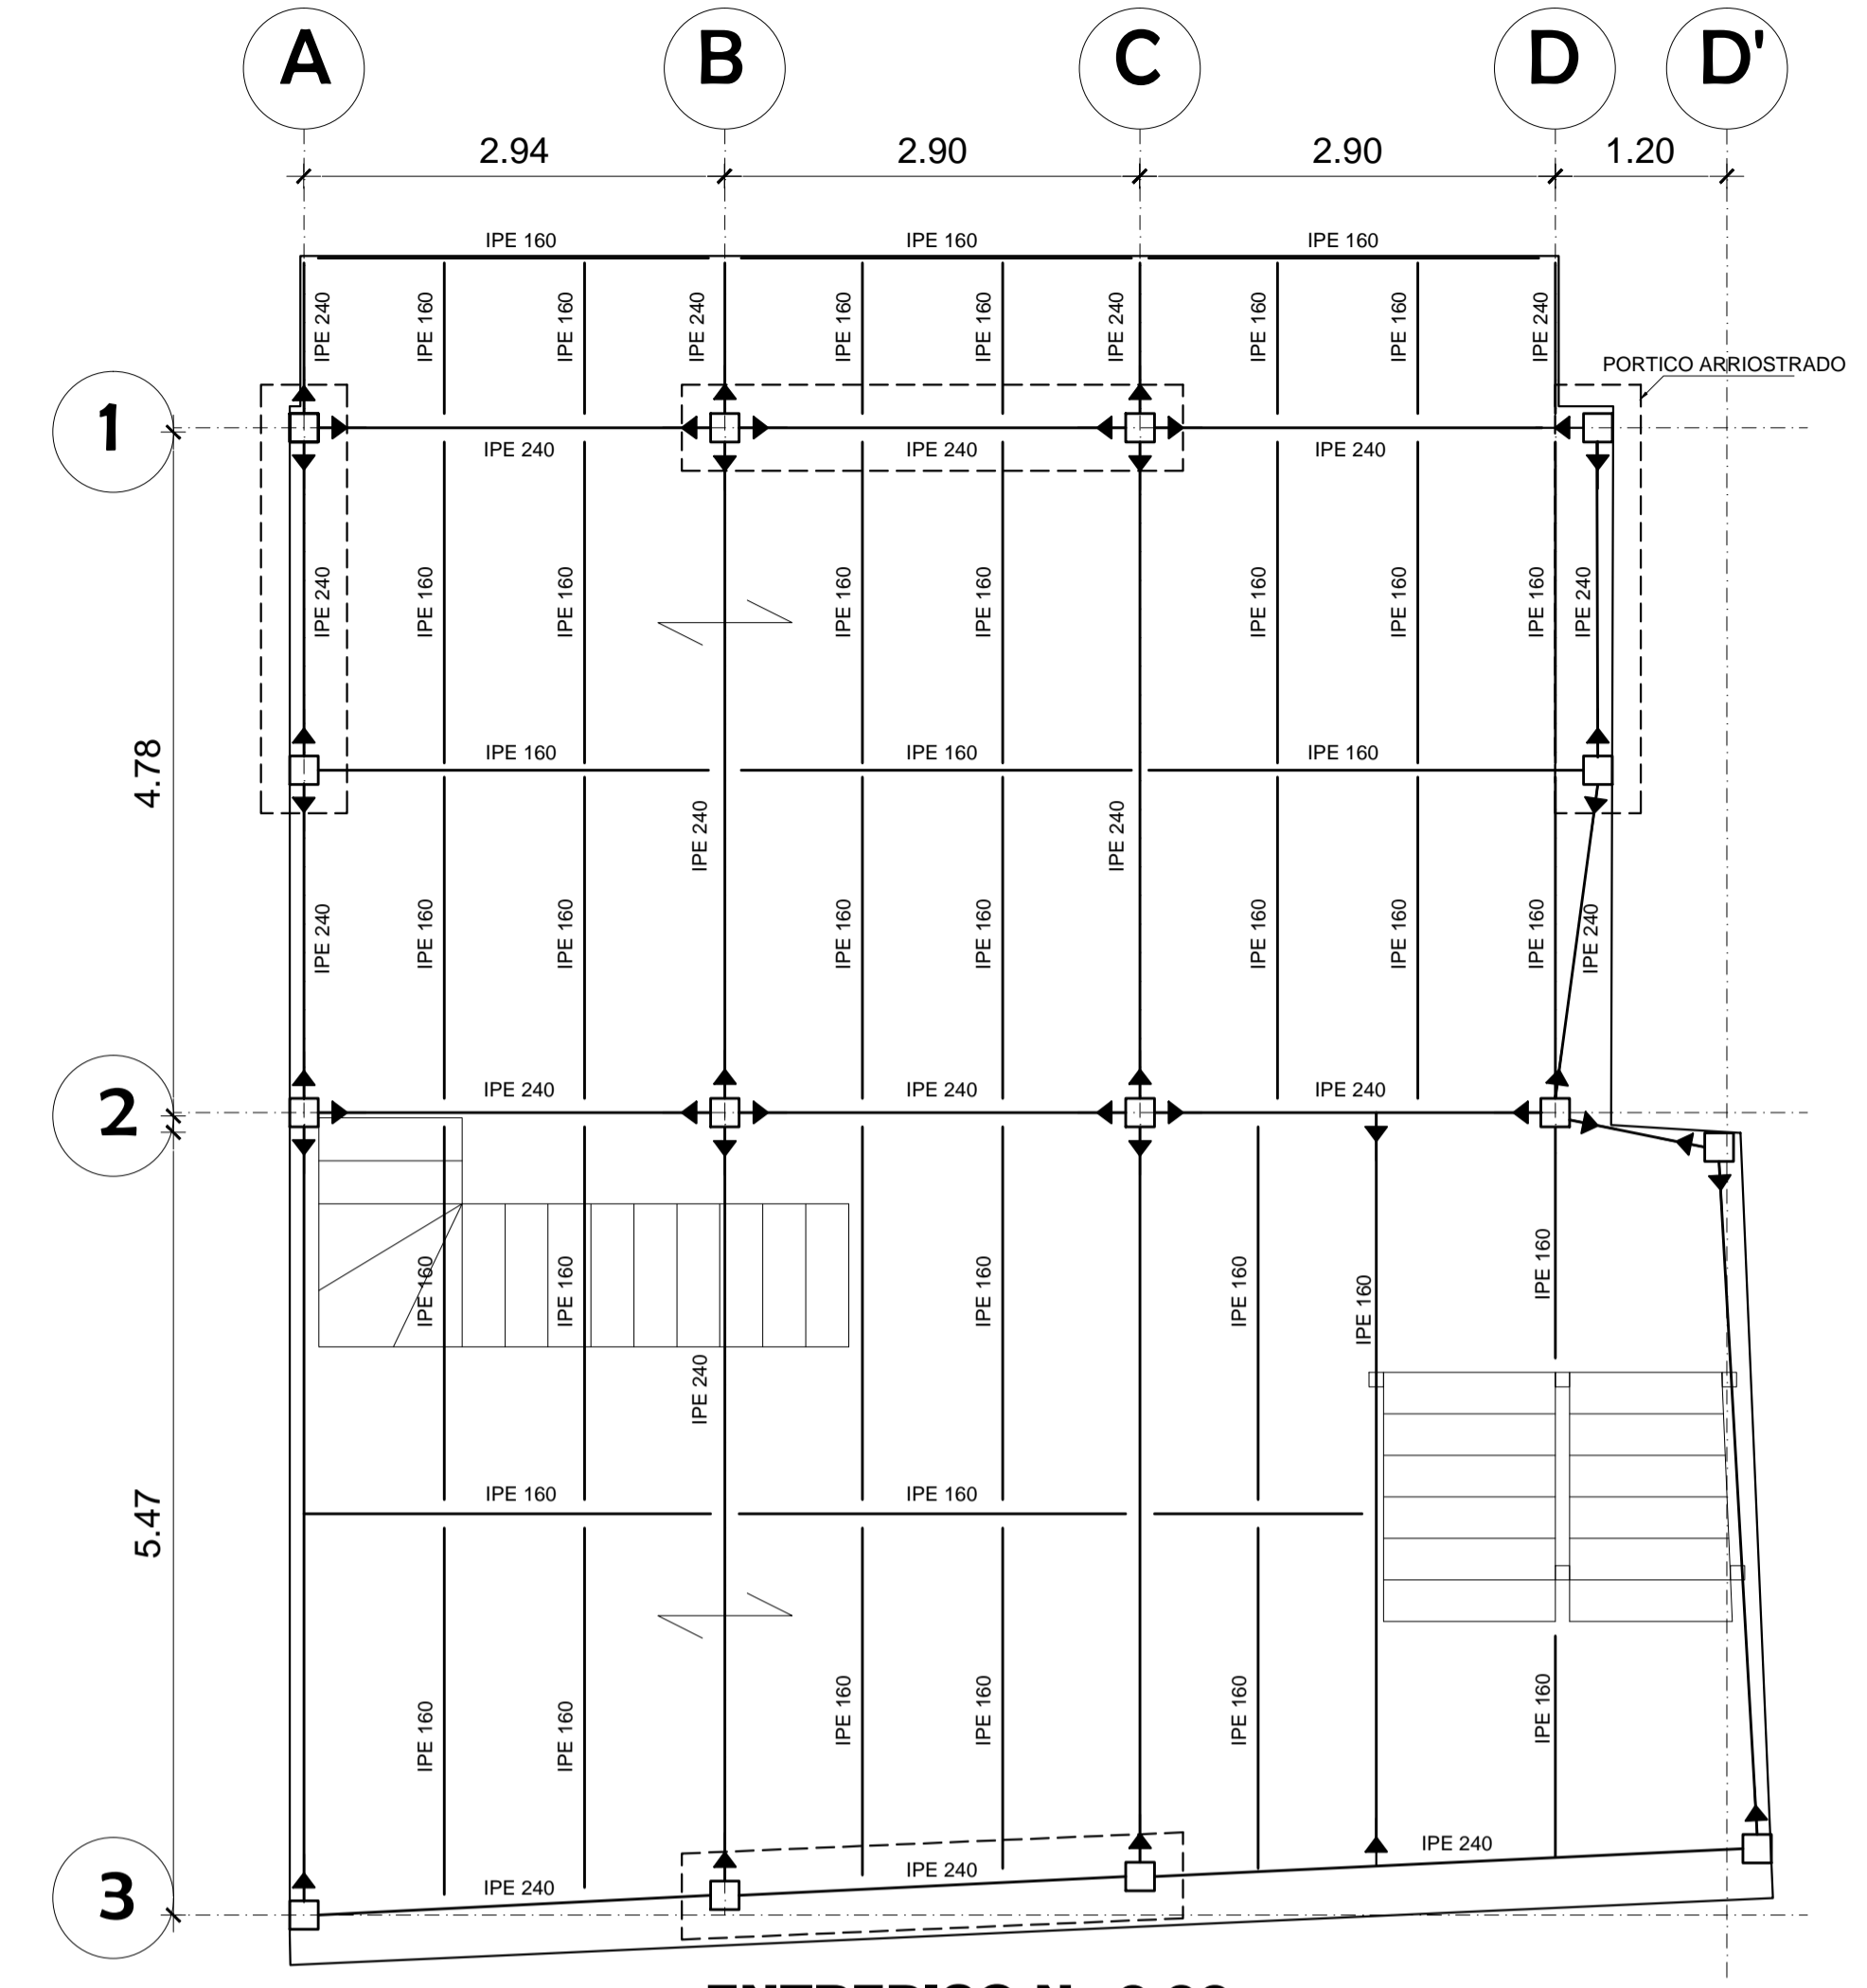 A B C D D'
2.94 2.90 2.90 1.20
IPE 160 IPE 160 IPE 160
IPE 240 IPE 160 IPE 160 IPE 240 IPE 160 IPE 160 IPE 240 IPE 160 IPE 160 IPE 240
PORTICO ARRIOSTRADO
1
IPE 240 IPE 240 IPE 240
IPE 240 IPE 160 IPE 160 IPE 160 IPE 160 IPE 160 IPE 160 IPE 160 IPE 240
4.78
IPE 160 IPE 160 IPE 160
IPE 240 IPE 240
IPE 240 IPE 160 IPE 160 IPE 160 IPE 160 IPE 160 IPE 160 IPE 160 IPE 240
2
IPE 240 IPE 240 IPE 240
IPE 160 IPE 160 IPE 160 IPE 160 IPE 160 IPE 160
IPE 240
5.47
IPE 160 IPE 160
IPE 160 IPE 160 IPE 160 IPE 160 IPE 160 IPE 160
3
IPE 240 IPE 240 IPE 240